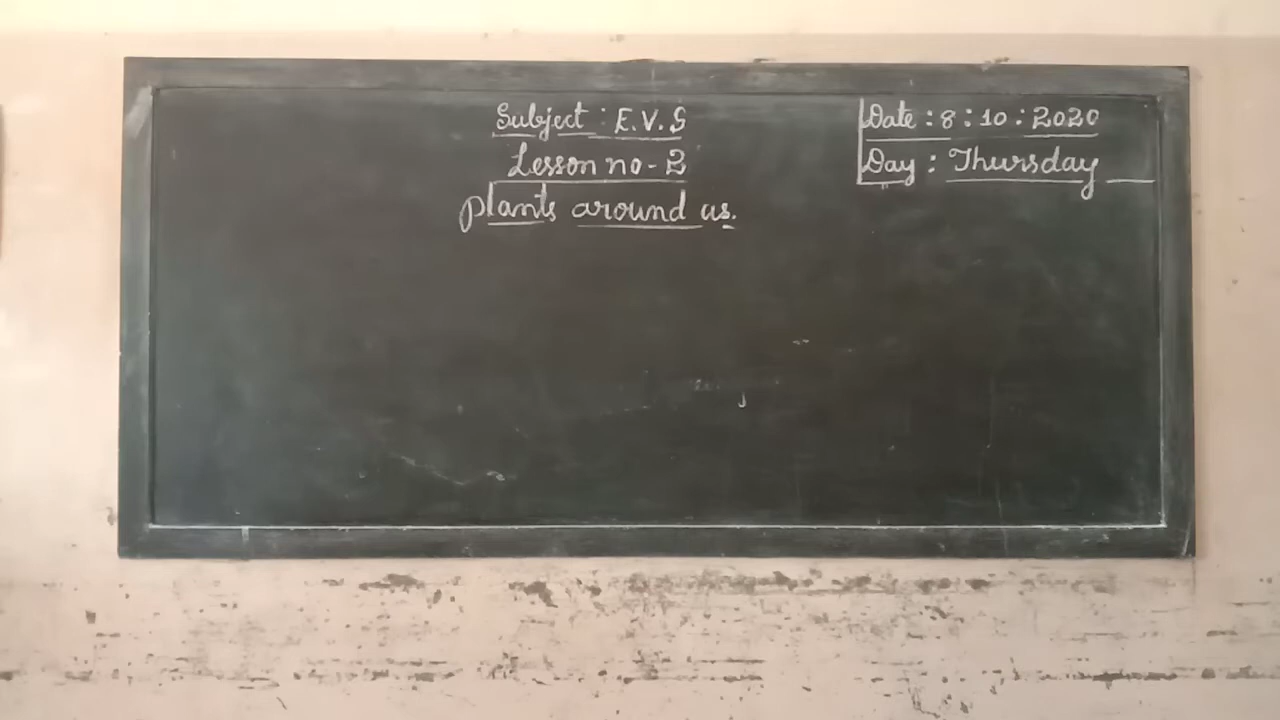 Subject : E.V.S
Lesson no - 2
plants around us.
Date : 8 : 10 : 2020
Day : Thursday